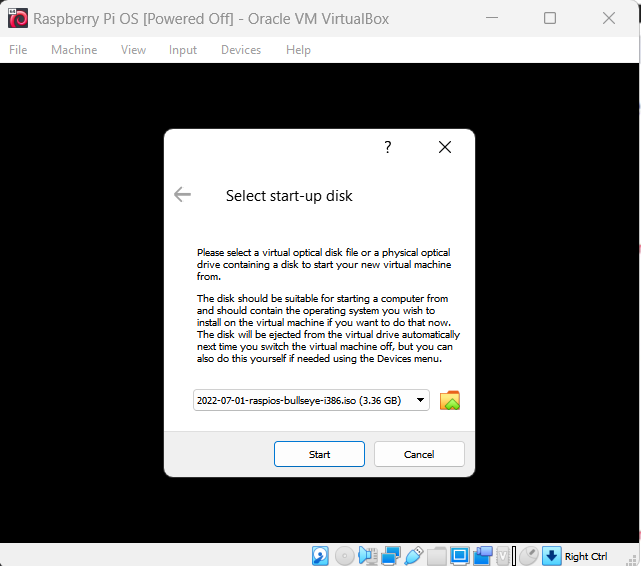 Raspberry Pi OS [Powered Off] - Oracle VM VirtualBox
File Machine View Input Devices Help
?
Select start-up disk
Please select a virtual optical disk file or a physical optical
drive containing a disk to start your new virtual machine
from.
The disk should be suitable for starting a computer from
and should contain the operating system you wish to
install on the virtual machine if you want to do that now.
The disk will be ejected from the virtual drive automatically
next time you switch the virtual machine off, but you can
also do this yourself if needed using the Devices menu.
2022-07-01-raspios-bullseye-i386.iso (3.36 GB)
Start Cancel
Right Ctrl